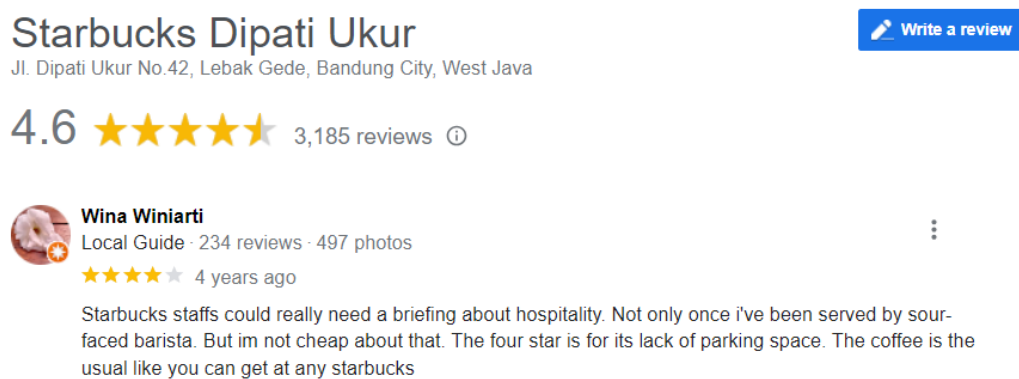 Starbucks Dipati Ukur
Write a review
Jl. Dipati Ukur No.42, Lebak Gede, Bandung City, West Java
4.6 3,185 reviews
Wina Winiarti
Local Guide · 234 reviews · 497 photos
4 years ago
Starbucks staffs could really need a briefing about hospitality. Not only once i've been served by sour-
faced barista. But im not cheap about that. The four star is for its lack of parking space. The coffee is the
usual like you can get at any starbucks